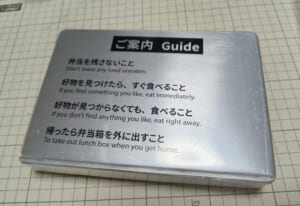 ご案内 Guide
弁当を残さないこと
Don't leave any food uneaten.
好物を見つけたら、すぐ食べること
If you find something you like, eat immediately.
好物が見つからなくても、食べること
If you don't find anything you like, eat right away.
帰ったら弁当箱を外に出すこと
To take out lunch box when you get home.